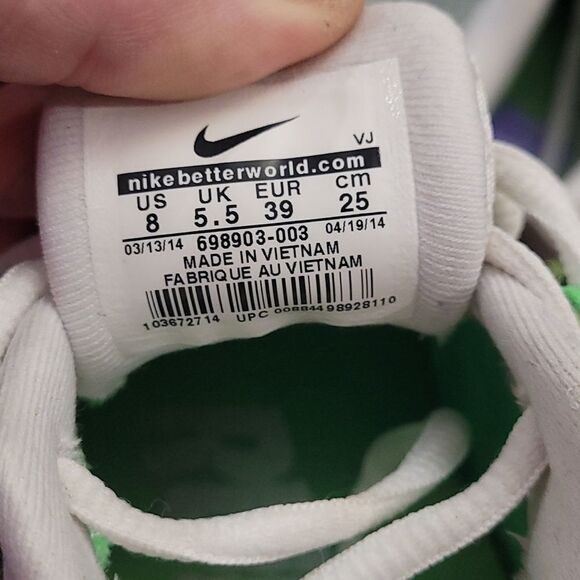 VJ
nikebetterworld.com
US UK EUR cm
8 5.5 39 25
03/13/14 698903-003 04/19/14
MADE IN VIETNAM
FABRIQUE AU VIETNAM
103672714 UPC 00884498928110